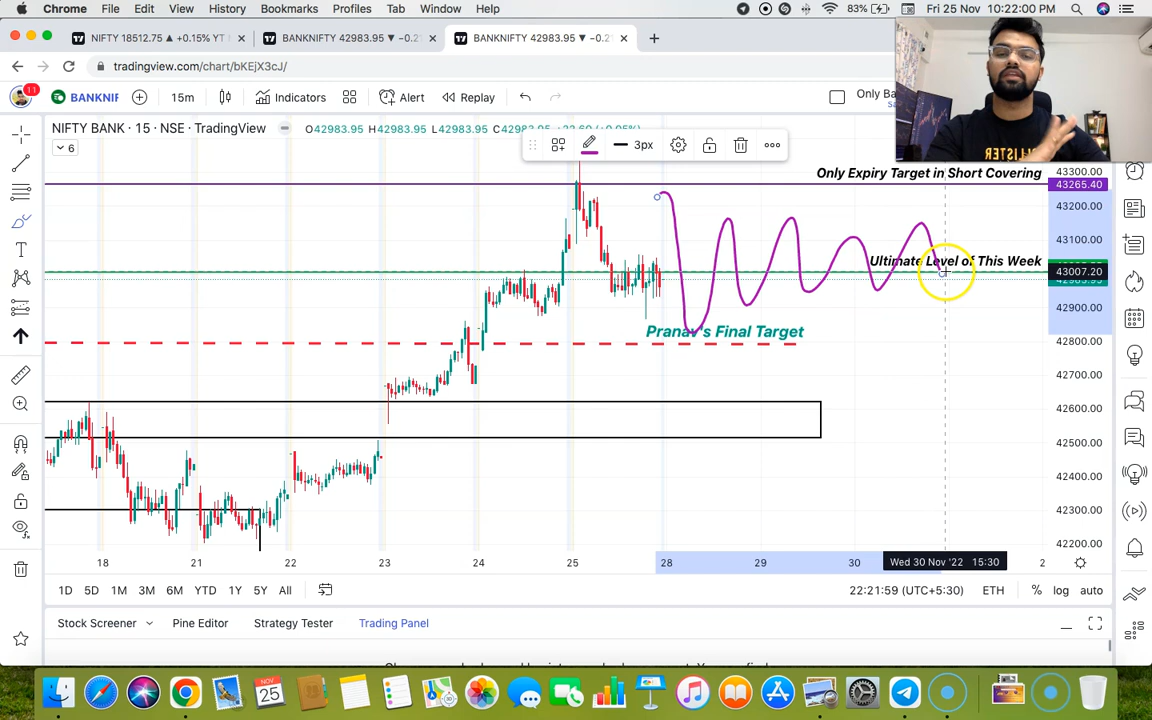 Chrome File Edit View History Bookmarks Profiles Tab Window Help 83% Fri 25 Nov 10:22:00 PM
NIFTY 18512.75 ▲ +0.15% YT
BANKNIFTY 42983.95 ▼ −0.2
BANKNIFTY 42983.95 ▼ −0.21
tradingview.com/chart/bKEjX3cJ/
11
BANKNIF 15m Indicators Alert Replay Only Ba
NIFTY BANK · 15 · NSE · TradingView O42983.95 H42983.95 L42983.95
3px
6
Only Expiry Target in Short Covering
43300.00
43265.40
43200.00
43100.00
Ultimate Level of This Week
43007.20
42900.00
Pranav's Final Target
42800.00
42700.00
42600.00
42500.00
42400.00
42300.00
42200.00
18 21 22 23 24 25 28 29 30 Wed 30 Nov '22 15:30 2
1D 5D 1M 3M 6M YTD 1Y 5Y All 22:21:59 (UTC+5:30) ETH % log auto
Stock Screener Pine Editor Strategy Tester Trading Panel
NOV
25